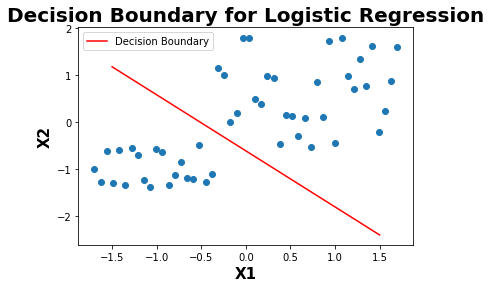 Decision Boundary for Logistic Regression
Decision Boundary
2
1
0
−1
−2
X2
−1.5 −1.0 −0.5 0.0 0.5 1.0 1.5
X1